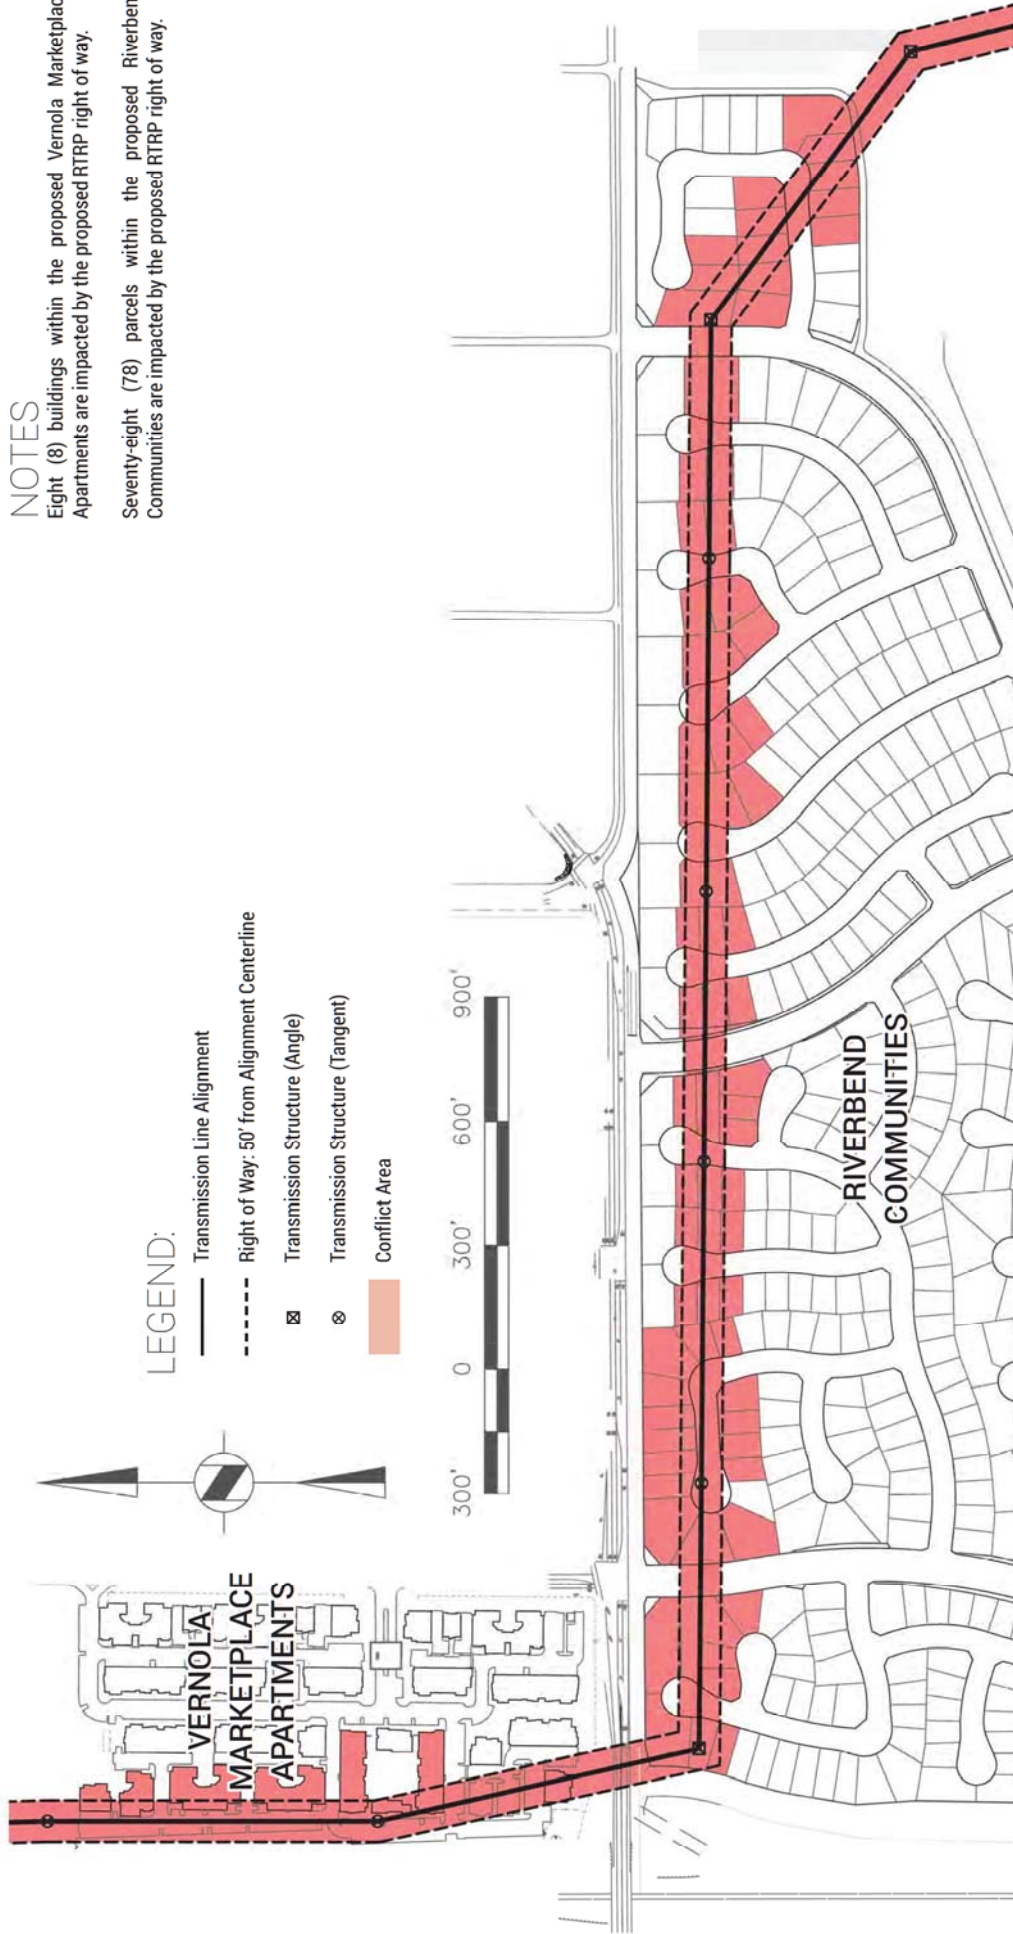 NOTES
Eight (8) buildings within the proposed Vernola
Apartments are impacted by the proposed RTRP right of way.
Seventy-eight (78) parcels within the proposed
Communities are impacted by the proposed RTRP right of way.
LEGEND:
Transmission Line Alignment
Right of Way: 50' from Alignment Centerline
Transmission Structure (Angle)
Transmission Structure (Tangent)
Conflict Area
300' 0 300' 600' 900'
VERNOLA
MARKETPLACE
APARTMENTS
RIVERBEND
COMMUNITIES